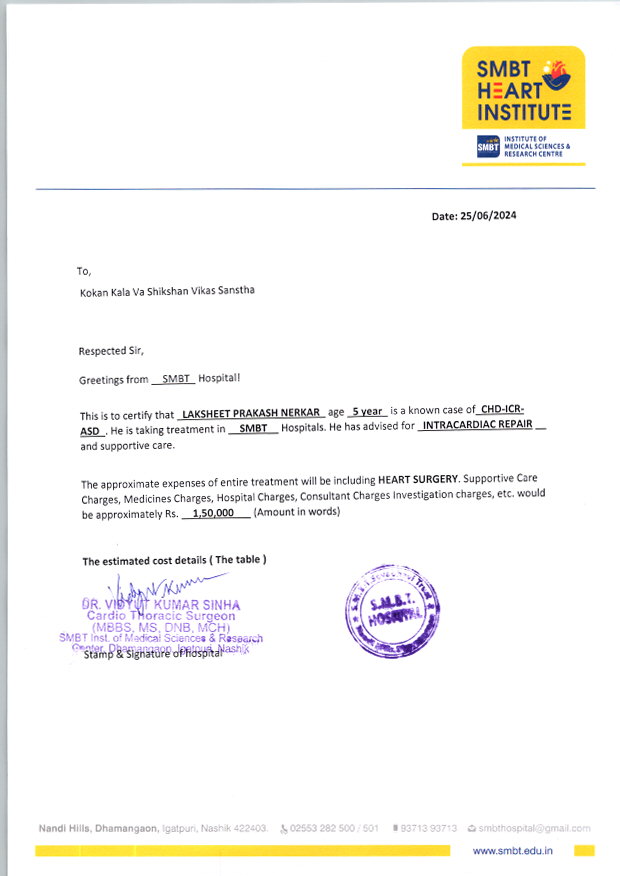 SMBT
HEART
INSTITUTE
SMBT
INSTITUTE OF
MEDICAL SCIENCES &
RESEARCH CENTRE
Date: 25/06/2024
To,
Kokan Kala Va Shikshan Vikas Sanstha
Respected Sir,
Greetings from SMBT Hospital!
This is to certify that LAKSHEET PRAKASH NERKAR age 5 year is a known case of CHD-ICR-
ASD. He is taking treatment in SMBT Hospitals. He has advised for INTRACARDIAC REPAIR
and supportive care.
The approximate expenses of entire treatment will be including HEART SURGERY. Supportive Care
Charges, Medicines Charges, Hospital Charges, Consultant Charges Investigation charges, etc. would
be approximately Rs. 1,50,000 (Amount in words)
The estimated cost details ( The table )
DR. VIDYUT KUMAR SINHA
Cardio Thoracic Surgeon
(MBBS, MS, DNB, MCH)
SMBT Inst. of Medical Sciences & Research
Center, Dhamangaon, Igatpuri, Nashik
Stamp & Signature of hospital
S.M.B.T.
HOSPITAL
Nandi Hills, Dhamangaon, Igatpuri, Nashik 422403. 02553 282 500 / 501 93713 93713 smbthospital@gmail.com
www.smbt.edu.in